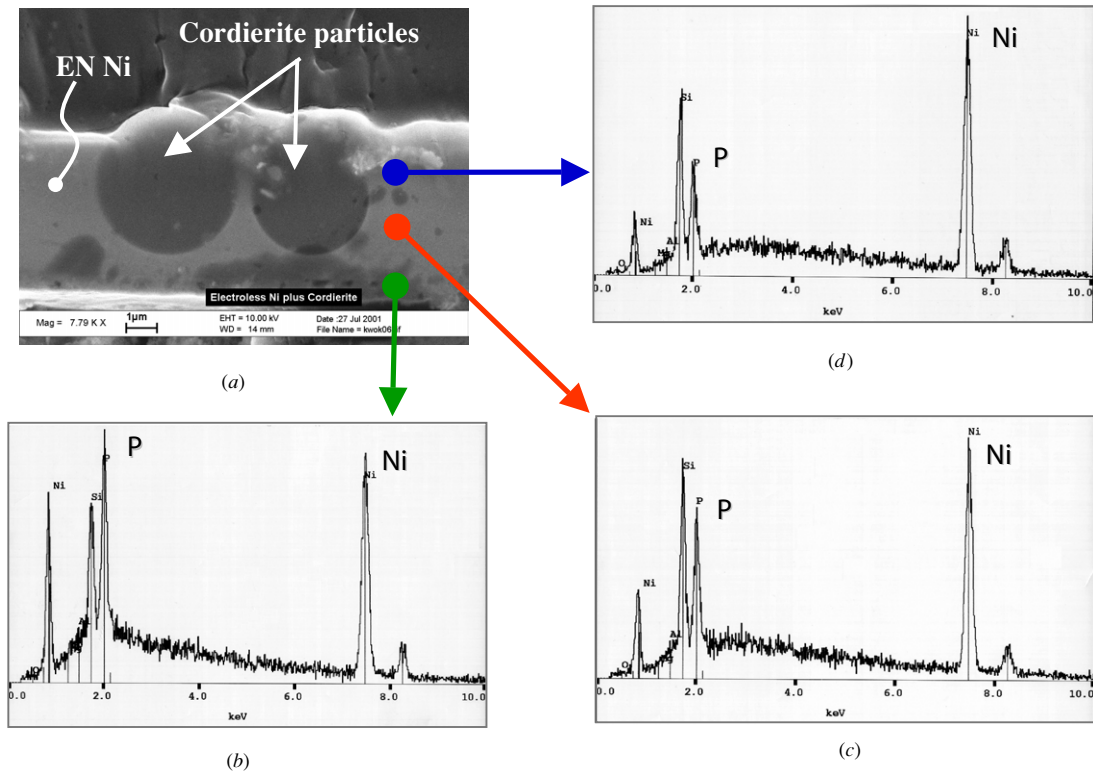 Cordierite particles
EN Ni
Electroless Ni plus Cordierite
Mag = 7.79 K X
1µm
EHT = 10.00 kV
WD = 14 mm
Date :27 Jul 2001
(a)
Ni
Ni
Si
P
P
Ni
O
Al
0.0
2.0
4.0
6.0
8.0
10.0
keV
(d)
P
Ni
P
Ni
Si
Ni
O
0.0
2.0
4.0
6.0
8.0
10.0
keV
(b)
Ni
Ni
Si
P
P
Ni
Al
O
0.0
2.0
4.0
6.0
8.0
10.0
keV
(c)